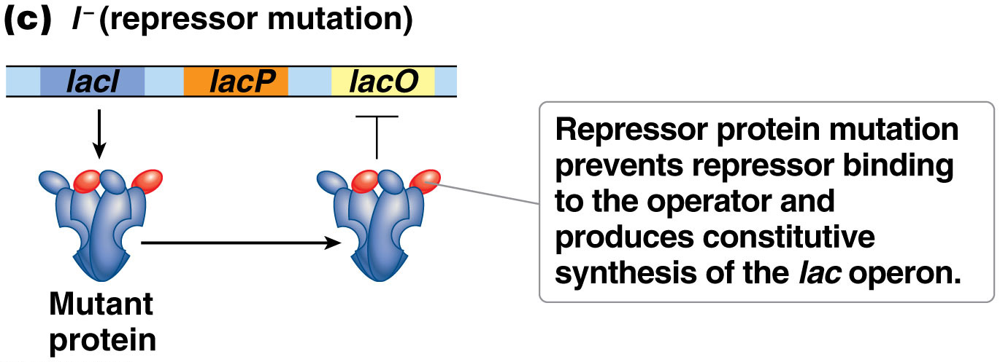 (c) I– (repressor mutation)
lacI lacP lacO
Repressor protein mutation
prevents repressor binding
to the operator and
produces constitutive
synthesis of the lac operon.
Mutant
protein